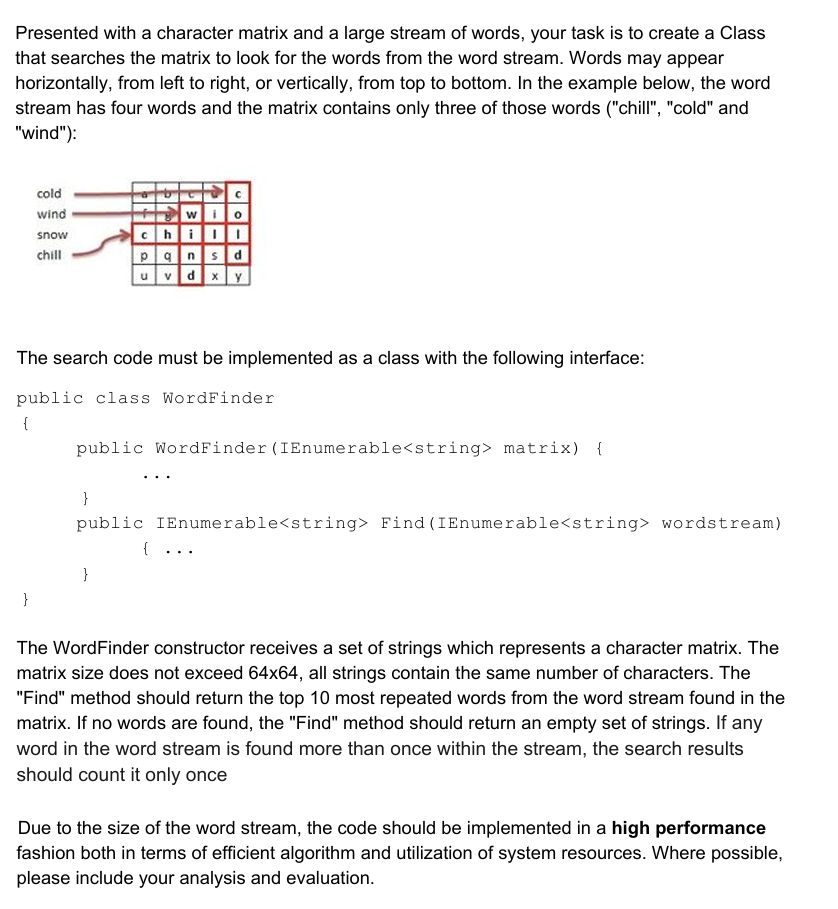 Presented with a character matrix and a large stream of words, your task is to create a Class
that searches the matrix to look for the words from the word stream. Words may appear
horizontally, from left to right, or vertically, from top to bottom. In the example below, the word
stream has four words and the matrix contains only three of those words ("chill", "cold" and
"wind"):
cold
wind
snow
chill
a b c c
f g w i o
c h i l l
p q n s d
u v d x y
The search code must be implemented as a class with the following interface:
public class WordFinder
{
public WordFinder(IEnumerable<string> matrix) {
...
}
public IEnumerable<string> Find(IEnumerable<string> wordstream)
{ ...
}
}
The WordFinder constructor receives a set of strings which represents a character matrix. The
matrix size does not exceed 64x64, all strings contain the same number of characters. The
"Find" method should return the top 10 most repeated words from the word stream found in the
matrix. If no words are found, the "Find" method should return an empty set of strings. If any
word in the word stream is found more than once within the stream, the search results
should count it only once
Due to the size of the word stream, the code should be implemented in a high performance
fashion both in terms of efficient algorithm and utilization of system resources. Where possible,
please include your analysis and evaluation.